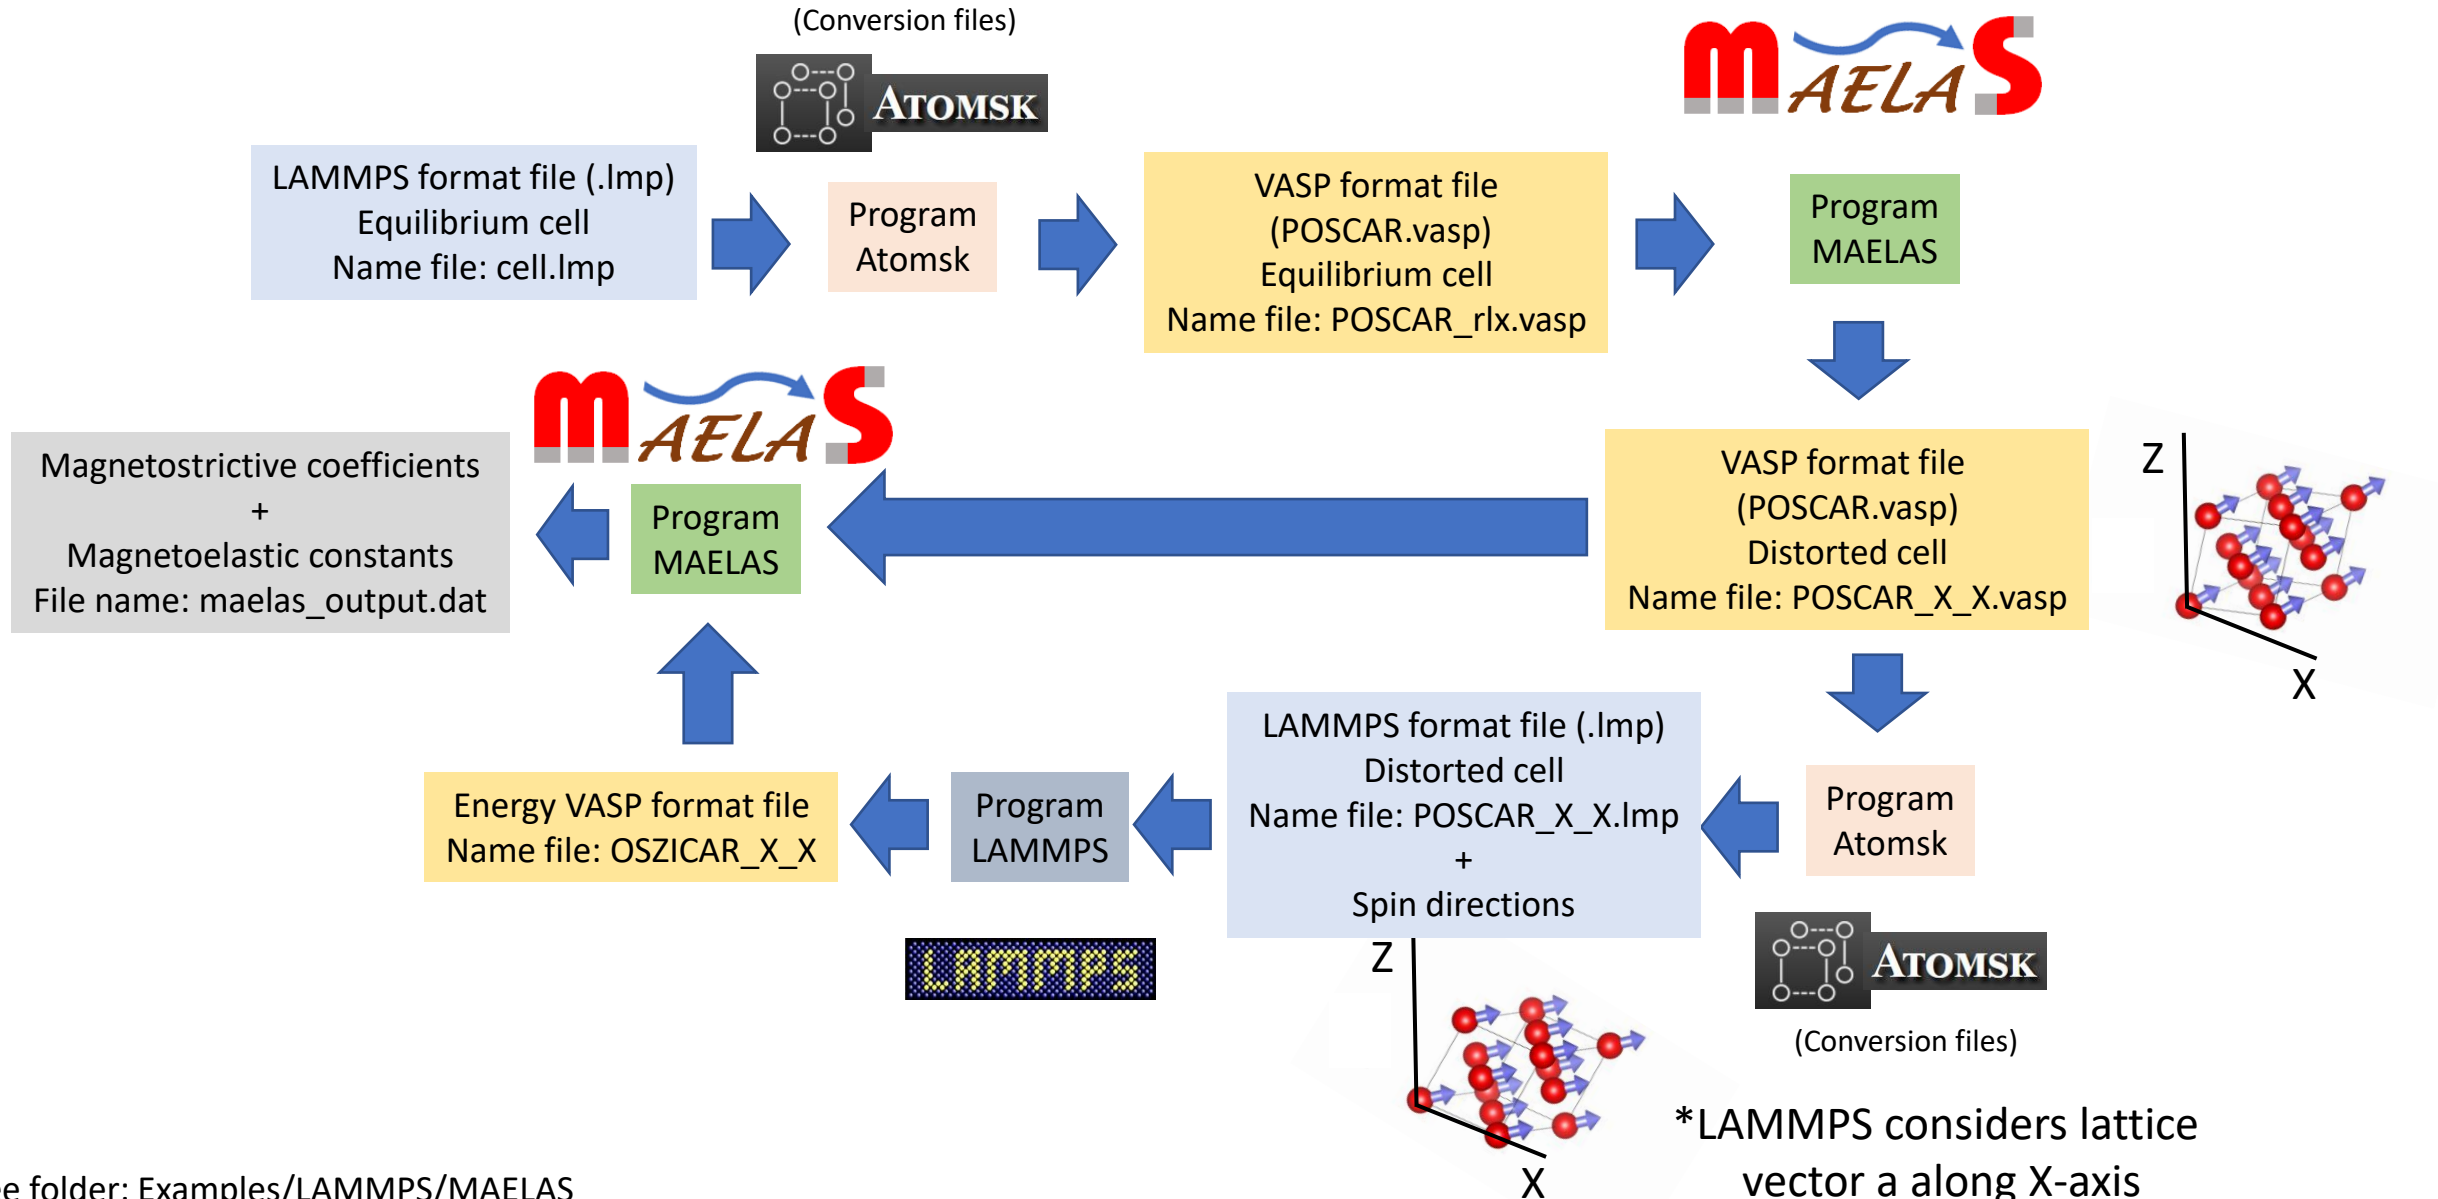 (Conversion files)
ATOMSK
MAELAS
LAMMPS format file (.lmp)
Equilibrium cell
Name file: cell.lmp
Program
Atomsk
VASP format file
(POSCAR.vasp)
Equilibrium cell
Name file: POSCAR_rlx.vasp
Program
MAELAS
MAELAS
Magnetostrictive coefficients
+
Magnetoelastic constants
File name: maelas_output.dat
Program
MAELAS
VASP format file
(POSCAR.vasp)
Distorted cell
Name file: POSCAR_X_X.vasp
Z
X
Energy VASP format file
Name file: OSZICAR_X_X
Program
LAMMPS
LAMMPS
LAMMPS format file (.lmp)
Distorted cell
Name file: POSCAR_X_X.lmp
+
Spin directions
Program
Atomsk
ATOMSK
(Conversion files)
Z
X
*LAMMPS considers lattice
vector a along X-axis
folder: Examples/LAMMPS/MAELAS